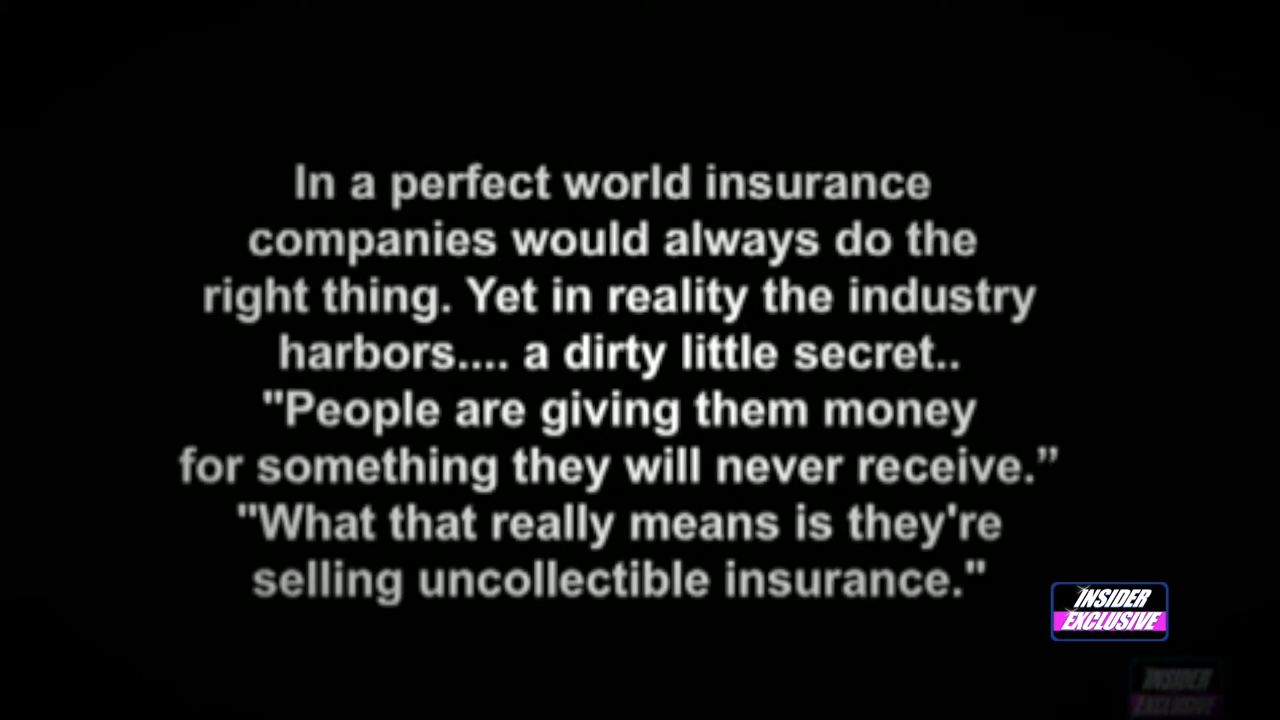 In a perfect world insurance
companies would always do the
right thing. Yet in reality the industry
harbors.... a dirty little secret..
"People are giving them money
for something they will never receive.”
"What that really means is they're
selling uncollectible insurance."
INSIDER
EXCLUSIVE
INSIDER
EXCLUSIVE